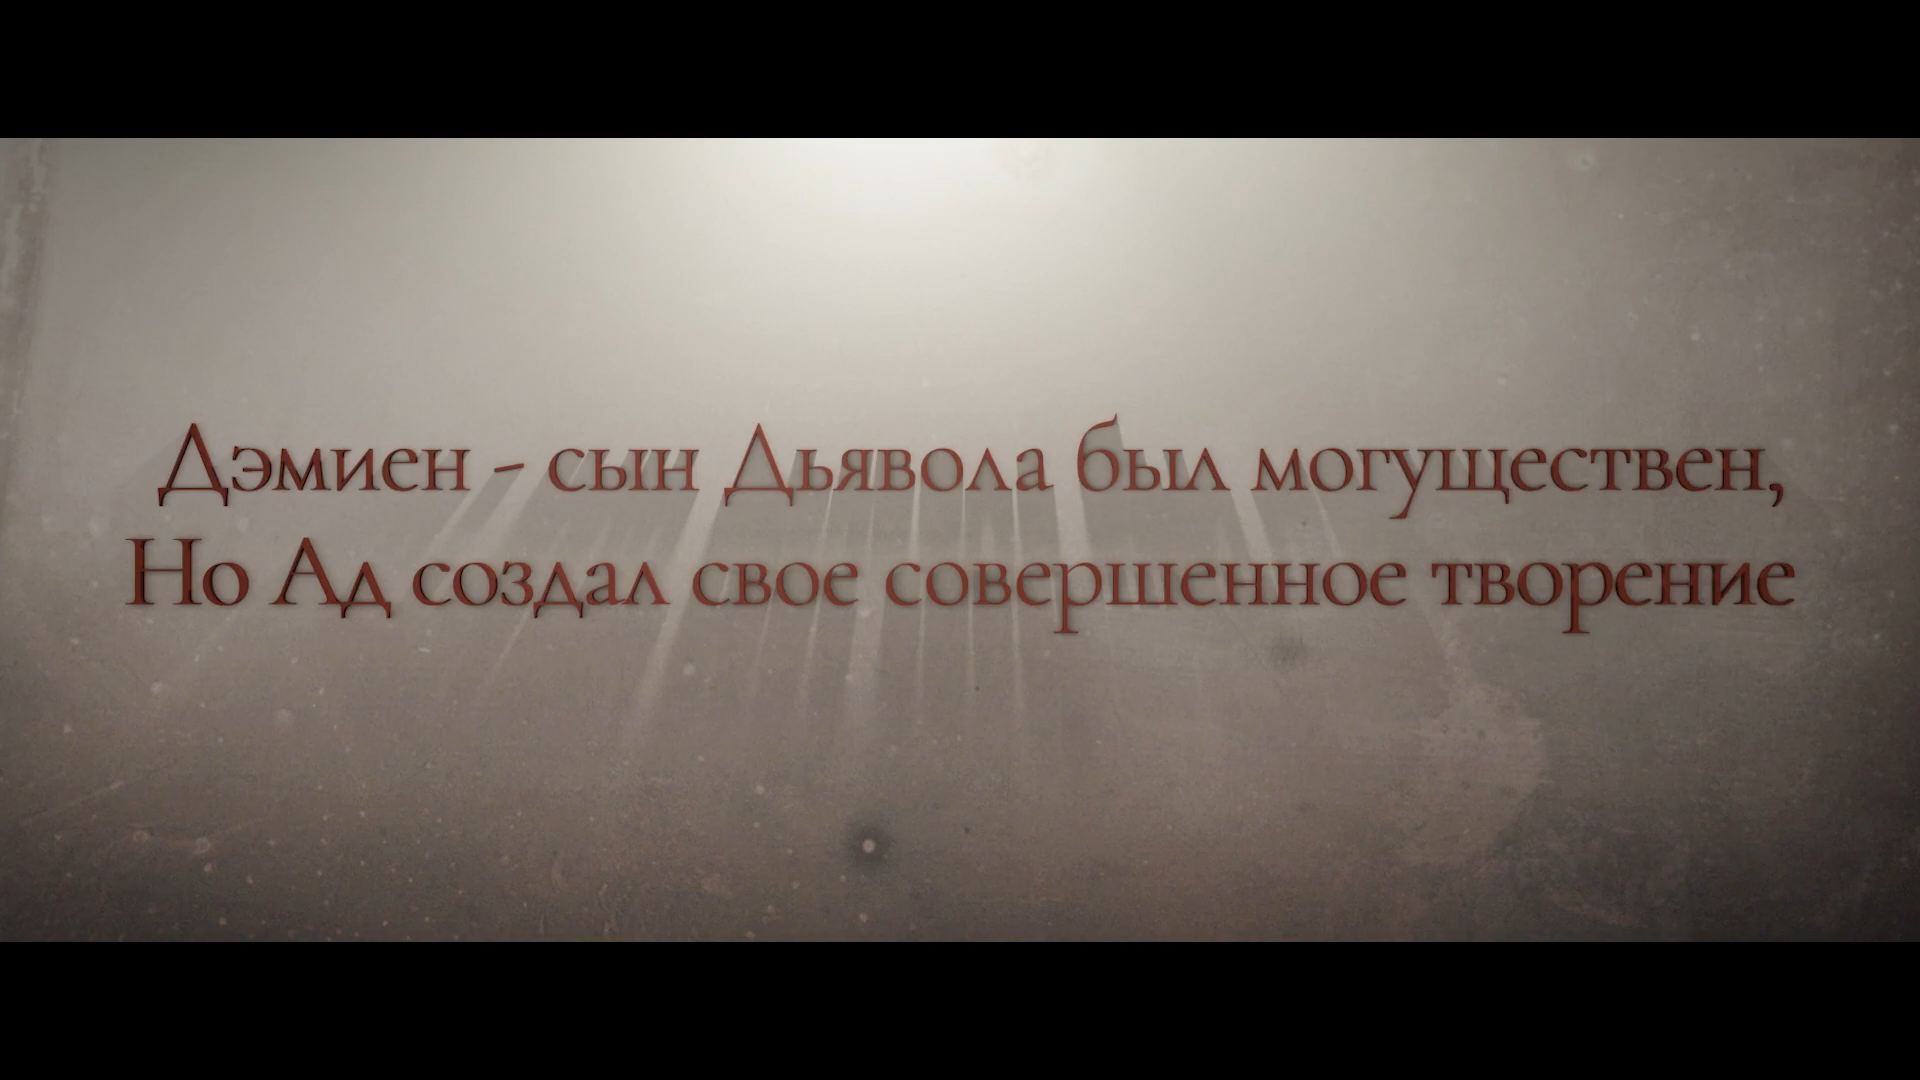 Дэмиен - сын Дьявола был могуществен,
Но Ад создал свое совершенное творение